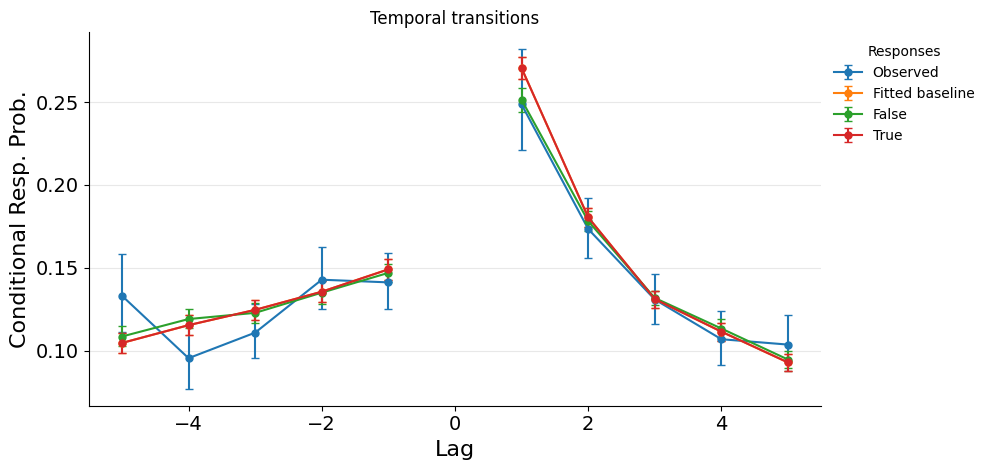 Temporal transitions
Conditional Resp. Prob.
0.25
0.20
0.15
0.10
−4
−2
0
2
4
Lag
Responses
Observed
Fitted baseline
False
True